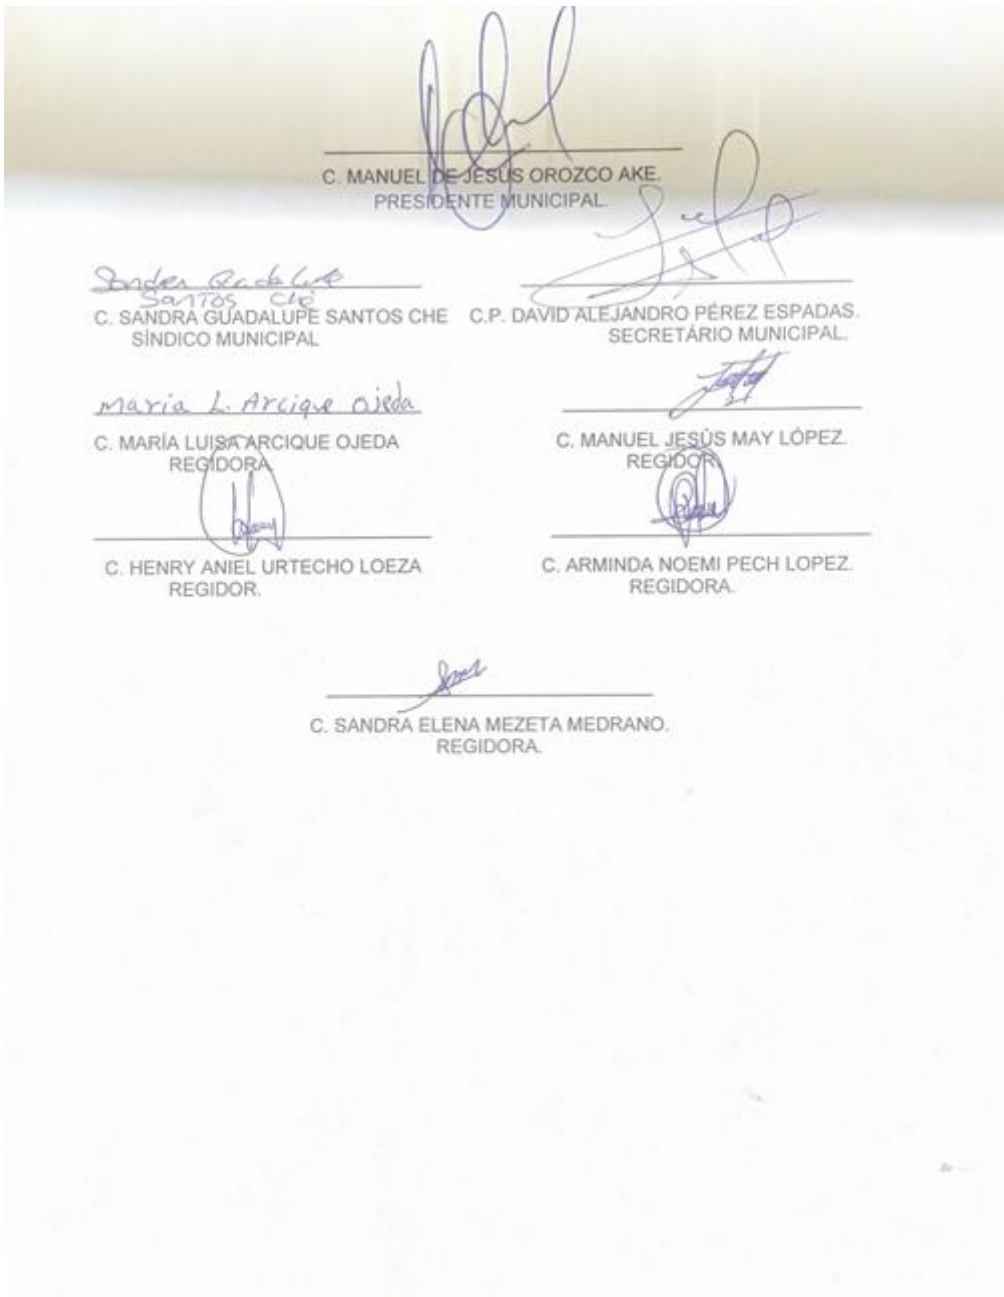 C. MANUEL DE JESÚS OROZCO AKE.
PRESIDENTE MUNICIPAL.
Santos Che
C. SANDRA GUADALUPE SANTOS CHE
SÍNDICO MUNICIPAL
C.P. DAVID ALEJANDRO PÉREZ ESPADAS.
SECRETÁRIO MUNICIPAL.
Maria L. Arcique Ojeda
C. MARÍA LUISA ARCIQUE OJEDA
REGIDORA.
C. MANUEL JESÚS MAY LÓPEZ.
REGIDOR.
C. HENRY ANIEL URTECHO LOEZA
REGIDOR.
C. ARMINDA NOEMI PECH LOPEZ.
REGIDORA.
C. SANDRA ELENA MEZETA MEDRANO.
REGIDORA.